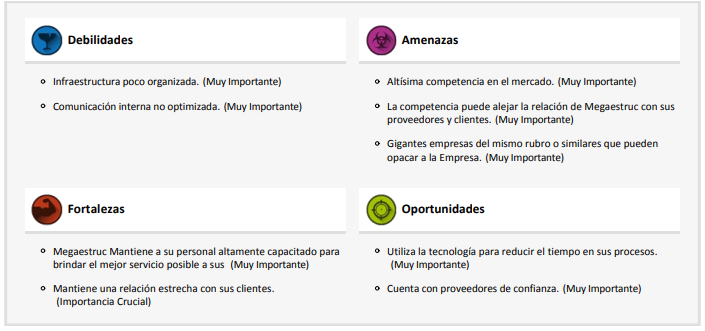 Debilidades
Infraestructura poco organizada. (Muy Importante)
Comunicación interna no optimizada. (Muy Importante)
Amenazas
Altísima competencia en el mercado. (Muy Importante)
La competencia puede alejar la relación de Megaestruc con sus
proveedores y clientes. (Muy Importante)
Gigantes empresas del mismo rubro o similares que pueden
opacar a la Empresa. (Muy Importante)
Fortalezas
Megaestruc Mantiene a su personal altamente capacitado para
brindar el mejor servicio posible a sus (Muy Importante)
Mantiene una relación estrecha con sus clientes.
(Importancia Crucial)
Oportunidades
Utiliza la tecnología para reducir el tiempo en sus procesos.
(Muy Importante)
Cuenta con proveedores de confianza. (Muy Importante)